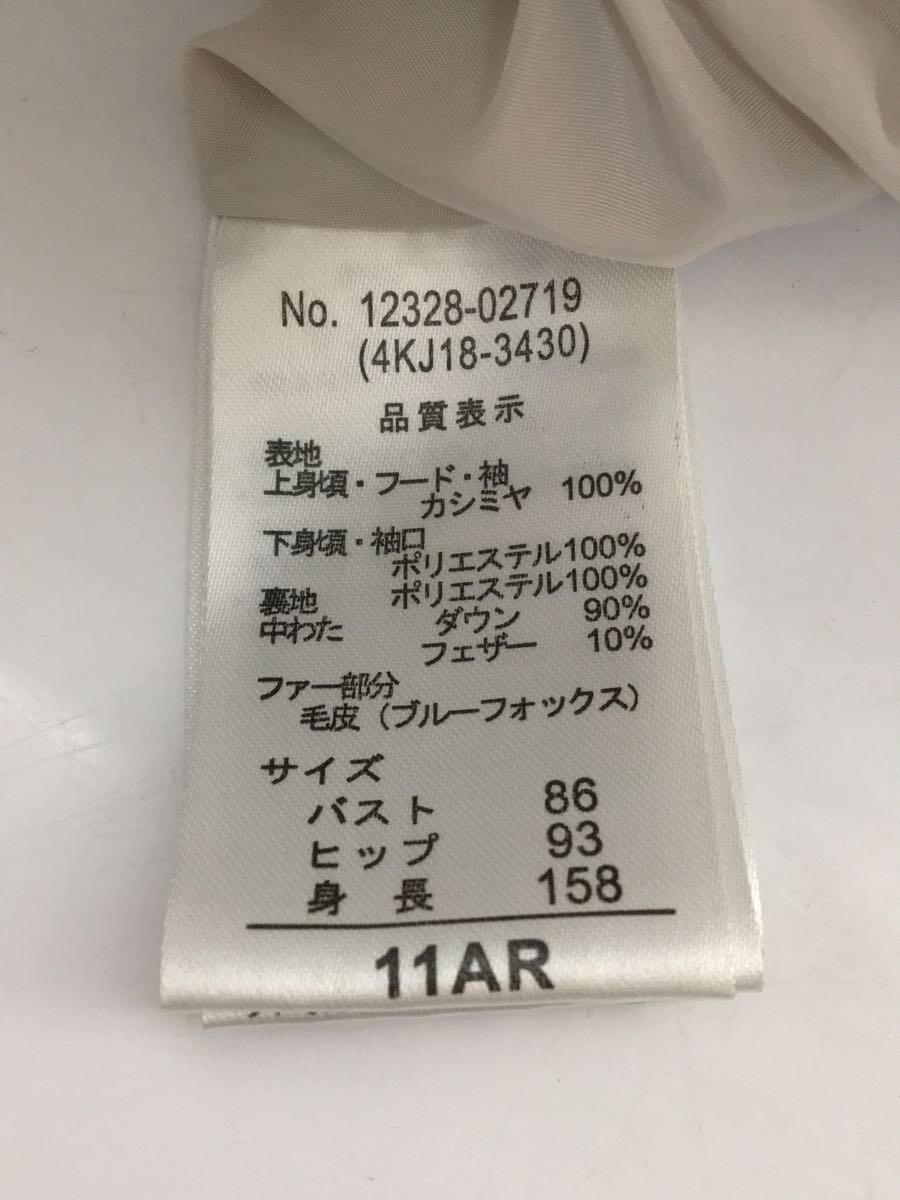 No. 12328-02719
(4KJ18-3430)
品質表示
表地
上身頃・フード・袖
カシミヤ 100%
下身頃・袖口
ポリエステル100%
裏地 ポリエステル100%
中わた ダウン 90%
フェザー 10%
ファー部分
毛皮（ブルーフォックス）
サイズ
バスト 86
ヒップ 93
身長 158
11AR